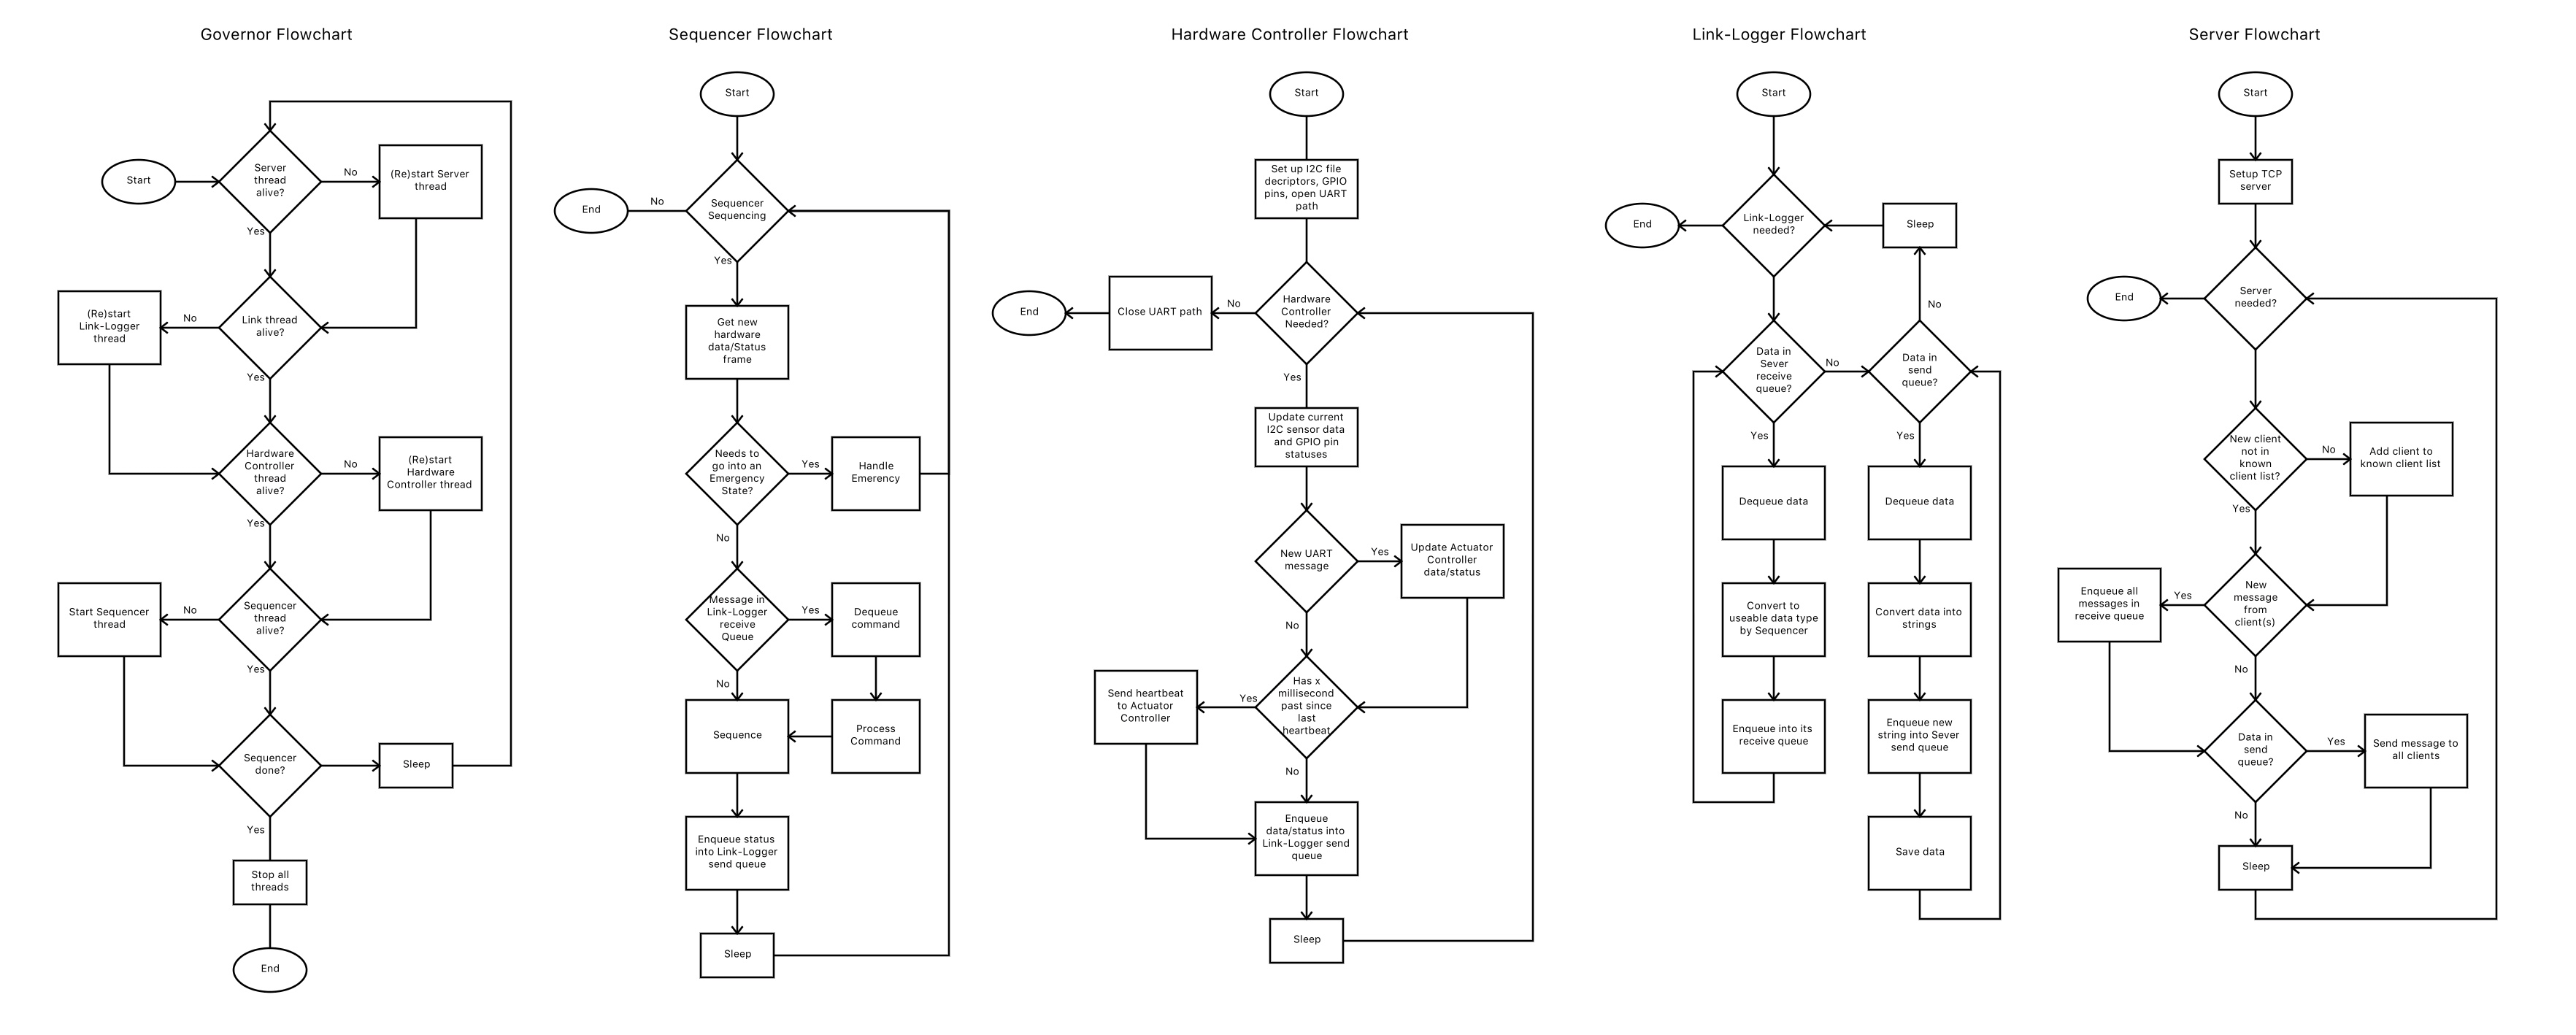 Governor Flowchart
Start
Server
thread
alive?
No
(Re)start Server
thread
Yes
Link thread
alive?
No
(Re)start
Link-Logger
thread
Yes
Hardware
Controller
thread
alive?
No
(Re)start
Hardware
Controller thread
Yes
Sequencer
thread
alive?
No
Start Sequencer
thread
Yes
Sequencer
done?
Sleep
Yes
Stop all
threads
End
Sequencer Flowchart
Start
Sequencer
Sequencing
No
End
Yes
Get new
hardware
data/Status
frame
Needs to
go into an
Emergency
State?
Yes
Handle
Emerency
No
Message in
Link-Logger
receive
Queue
Yes
Dequeue
command
No
Process
Command
Sequence
Enqueue status
into Link-Logger
send queue
Sleep
Hardware Controller Flowchart
Start
Set up I2C file
decriptors, GPIO
pins, open UART
path
Hardware
Controller
Needed?
No
Close UART path
End
Yes
Update current
I2C sensor data
and GPIO pin
statuses
New UART
message
Yes
Update Actuator
Controller
data/status
No
Has x
millisecond
past since
last
heartbeat
Yes
Send heartbeat
to Actuator
Controller
No
Enqueue
data/status into
Link-Logger send
queue
Sleep
Link-Logger Flowchart
Start
Link-Logger
needed?
End
Sleep
Data in
Sever
receive
queue?
No
Data in
send
queue?
No
Yes
Dequeue data
Convert to
useable data type
by Sequencer
Enqueue into its
receive queue
Yes
Dequeue data
Convert data into
strings
Enqueue new
string into Sever
send queue
Save data
Server Flowchart
Start
Setup TCP
server
Server
needed?
End
New client
not in
known
client list?
No
Add client to
known client list
Yes
New
message
from
client(s)
Yes
Enqueue all
messages in
receive queue
No
Data in
send
queue?
Yes
Send message to
all clients
No
Sleep